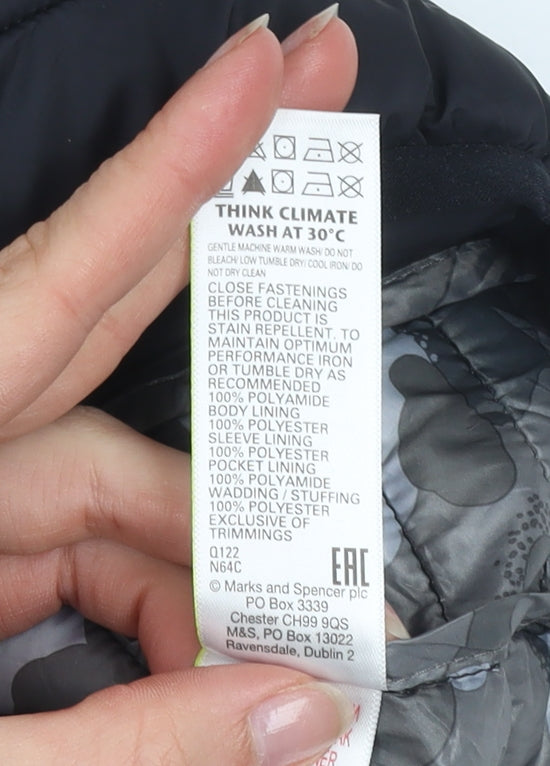 THINK CLIMATE
WASH AT 30°C
GENTLE MACHINE WARM WASH/ DO NOT
BLEACH/ LOW TUMBLE DRY/ COOL IRON/ DO
NOT DRY CLEAN
CLOSE FASTENINGS
BEFORE CLEANING
THIS PRODUCT IS
STAIN REPELLENT. TO
MAINTAIN OPTIMUM
PERFORMANCE IRON
OR TUMBLE DRY AS
RECOMMENDED
100% POLYAMIDE
BODY LINING
100% POLYESTER
SLEEVE LINING
100% POLYESTER
POCKET LINING
100% POLYAMIDE
WADDING / STUFFING
100% POLYESTER
EXCLUSIVE OF
TRIMMINGS
Q122
N64C
EAC
© Marks and Spencer plc
PO Box 3339
Chester CH99 9QS
M&S, PO Box 13022
Ravensdale, Dublin 2